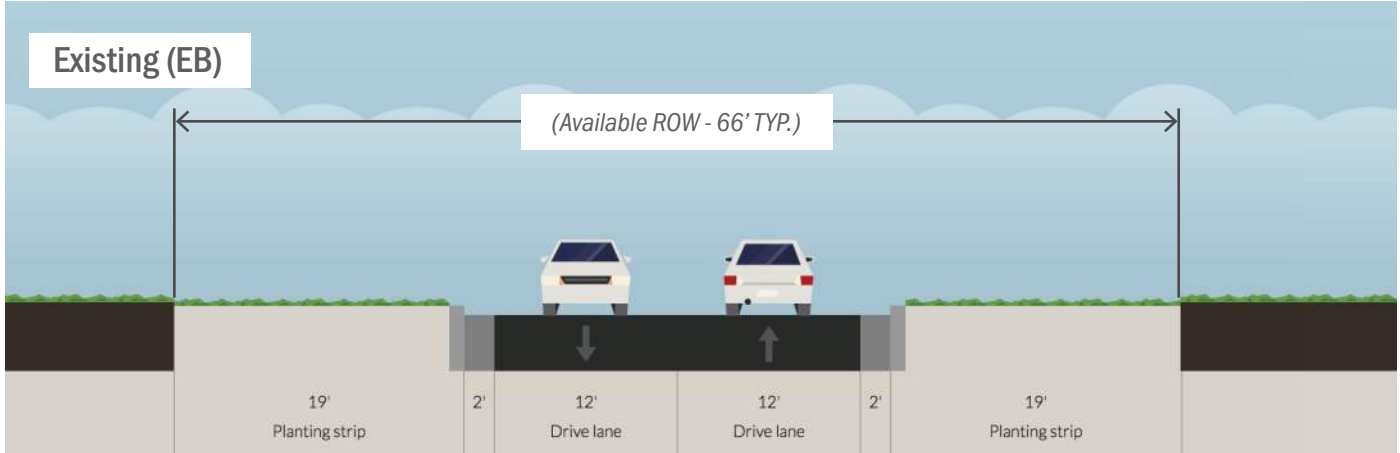 Existing (EB)
(Available ROW - 66' TYP.)
19' 2' 12' 12' 2' 19'
Planting strip Drive lane Drive lane Planting strip